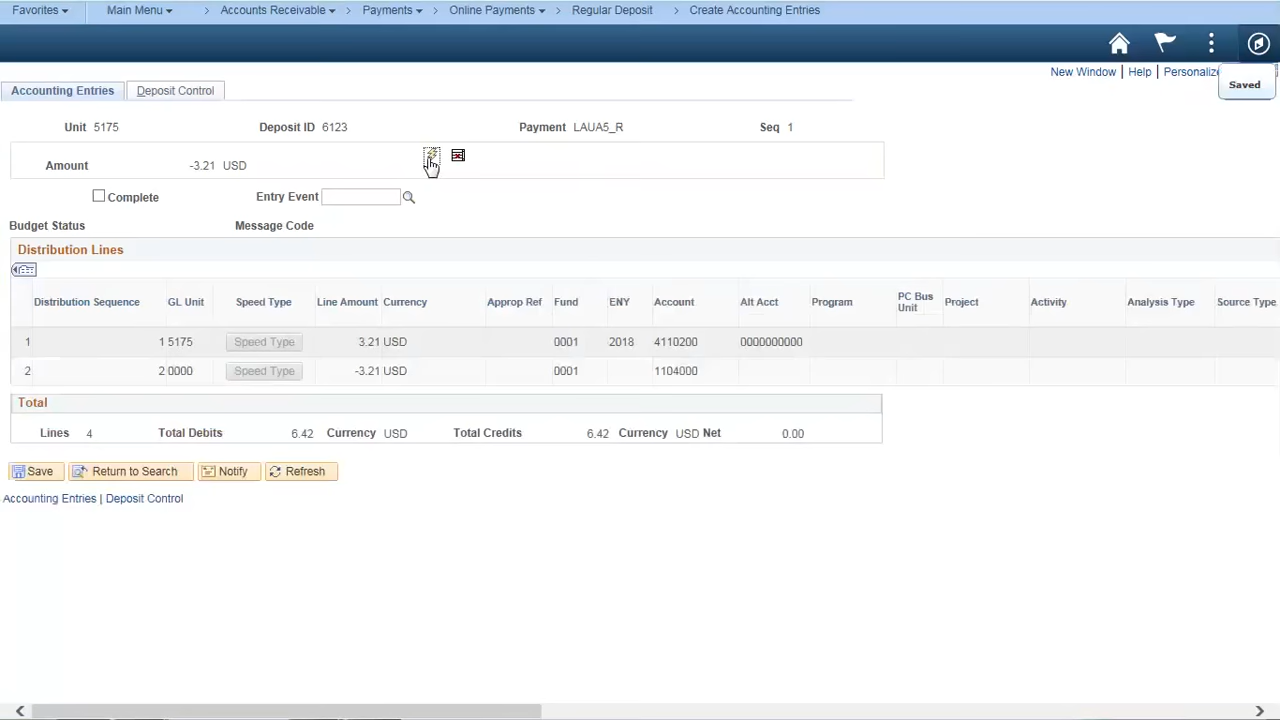 Favorites Main Menu > Accounts Receivable > Payments > Online Payments > Regular Deposit > Create Accounting Entries
New Window | Help | Personalize
Saved
Accounting Entries Deposit Control
Unit 5175 Deposit ID 6123 Payment LAUA5_R Seq 1
Amount -3.21 USD
Complete Entry Event
Budget Status Message Code
Distribution Lines
Distribution Sequence GL Unit Speed Type Line Amount Currency Approp Ref Fund ENY Account Alt Acct Program PC Bus Unit Project Activity Analysis Type Source Type
1 1 5175 Speed Type 3.21 USD 0001 2018 4110200 0000000000
2 2 0000 Speed Type -3.21 USD 0001 1104000
Total
Lines 4 Total Debits 6.42 Currency USD Total Credits 6.42 Currency USD Net 0.00
Save Return to Search Notify Refresh
Accounting Entries | Deposit Control